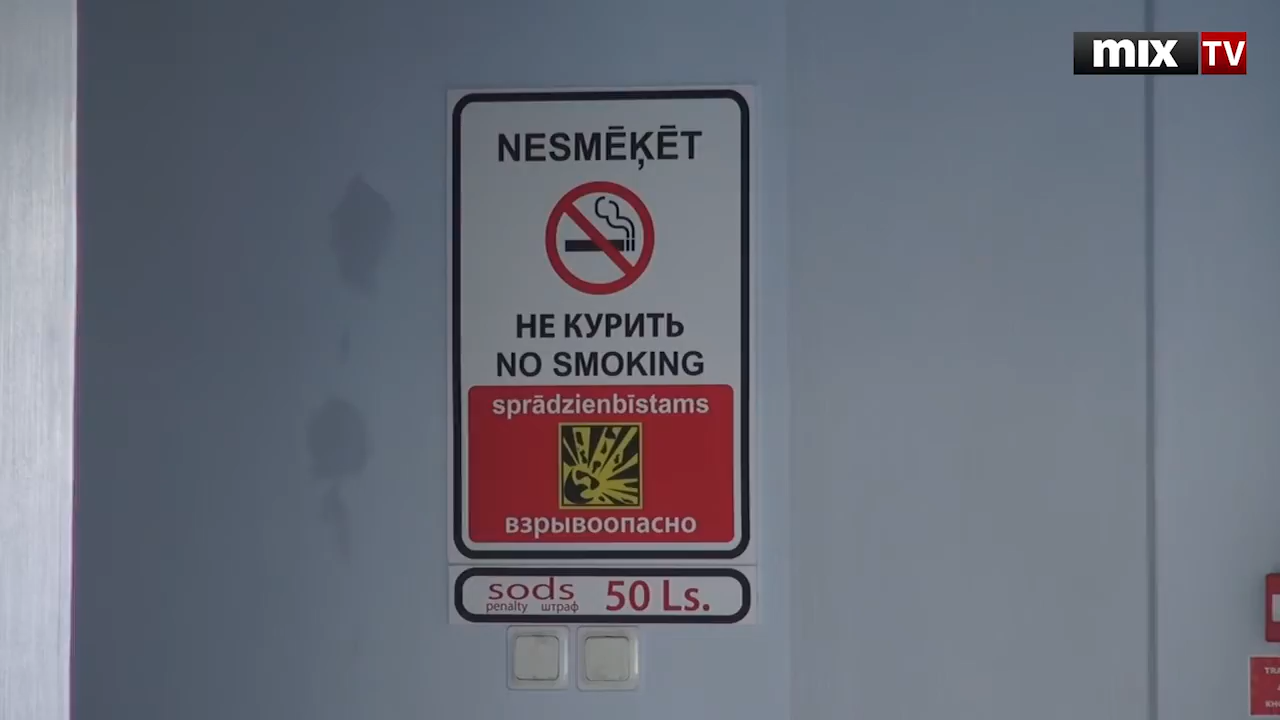 mix TV
NESMĒĶĒT
НЕ КУРИТЬ
NO SMOKING
sprādzienbīstams
взрывоопасно
sods 50 Ls.
penalty штраф